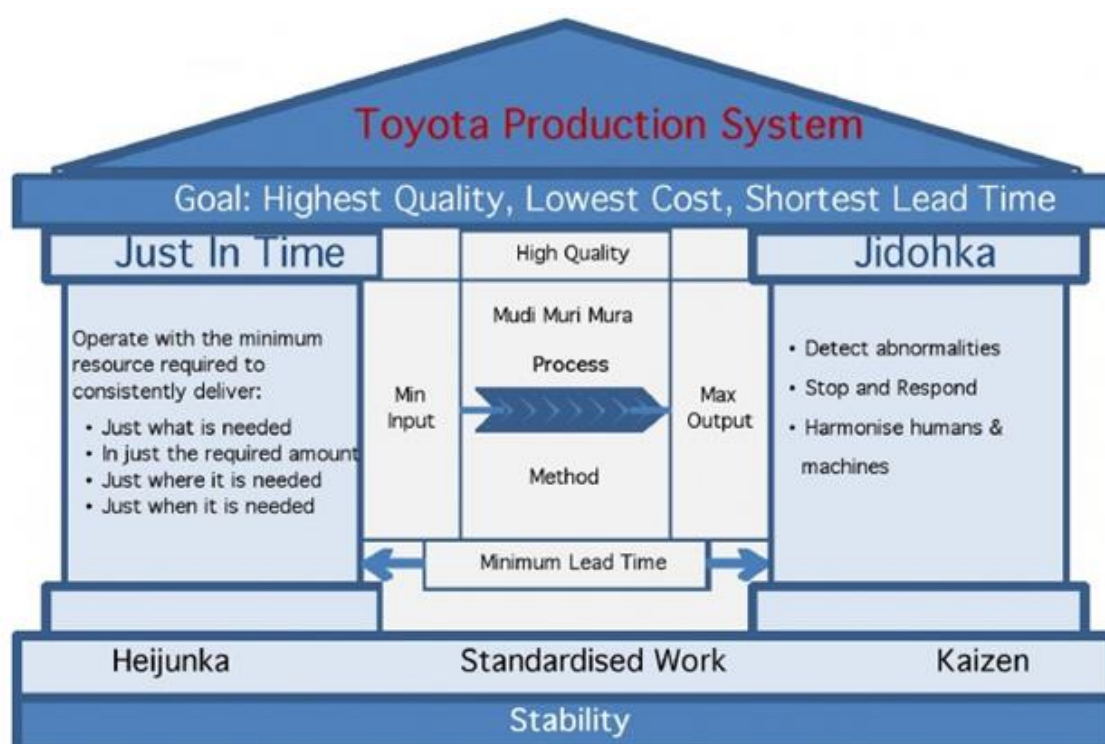 Toyota Production System
Goal: Highest Quality, Lowest Cost, Shortest Lead Time
Just In Time
Operate with the minimum
resource required to
consistently deliver:
• Just what is needed
• In just the required amount
• Just where it is needed
• Just when it is needed
High Quality
Mudi Muri Mura
Process
Min
Input
Max
Output
Method
Minimum Lead Time
Jidohka
• Detect abnormalities
• Stop and Respond
• Harmonise humans &
machines
Heijunka
Standardised Work
Kaizen
Stability